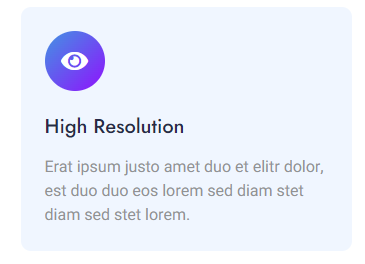 High Resolution
Erat ipsum justo amet duo et elitr dolor,
est duo duo eos lorem sed diam stet
diam sed stet lorem.